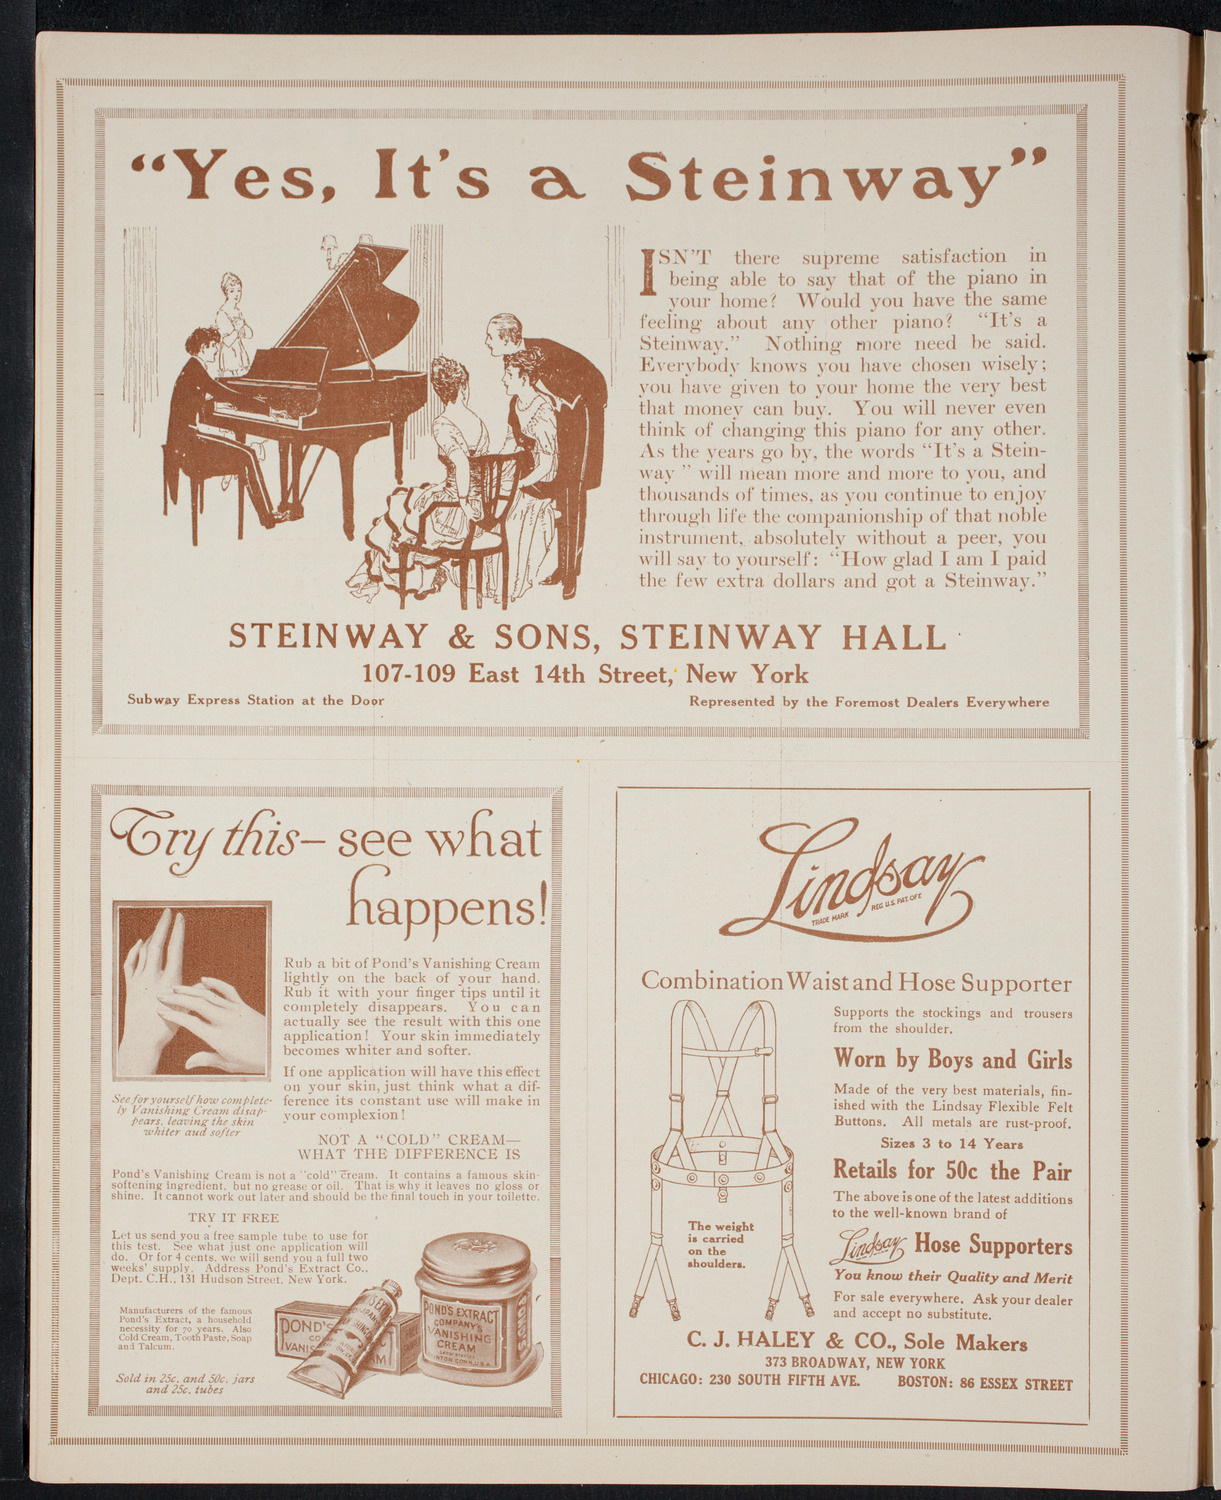 “Yes, It's a Steinway”
ISN'T there supreme satisfaction in
being able to say that of the piano in
your home? Would you have the same
feeling about any other piano? “It's a
Steinway.” Nothing more need be said.
Everybody knows you have chosen wisely;
you have given to your home the very best
that money can buy. You will never even
think of changing this piano for any other.
As the years go by, the words “It's a Stein-
way ” will mean more and more to you, and
thousands of times, as you continue to enjoy
through life the companionship of that noble
instrument, absolutely without a peer, you
will say to yourself: “How glad I am I paid
the few extra dollars and got a Steinway.”
STEINWAY & SONS, STEINWAY HALL
107-109 East 14th Street, New York
Subway Express Station at the Door
Represented by the Foremost Dealers Everywhere
Try this— see what
happens!
Rub a bit of Pond's Vanishing Cream
lightly on the back of your hand.
Rub it with your finger tips until it
completely disappears. You can
actually see the result with this one
application! Your skin immediately
becomes whiter and softer.
If one application will have this effect
on your skin, just think what a dif-
ference its constant use will make in
your complexion!
See for yourself how complete-
ly Vanishing Cream disap-
pears, leaving the skin
whiter and softer
NOT A “COLD” CREAM—
WHAT THE DIFFERENCE IS
Pond's Vanishing Cream is not a “cold” cream. It contains a famous skin-
softening ingredient, but no grease or oil. That is why it leaves no gloss or
shine. It cannot work out later and should be the final touch in your toilette.
TRY IT FREE
Let us send you a free sample tube to use for
this test. See what just one application will
do. Or for 4 cents, we will send you a full two
weeks' supply. Address Pond's Extract Co.,
Dept. C.H., 131 Hudson Street, New York.
Manufacturers of the famous
Pond's Extract, a household
necessity for 70 years. Also
Cold Cream, Tooth Paste, Soap
and Talcum.
Sold in 25c. and 50c. jars
and 25c. tubes
POND'S
VANIS
POND'S EXTRACT
COMPANY'S
VANISHING
CREAM
Lindsay
TRADE MARK REG. U.S. PAT. OFF.
Combination Waist and Hose Supporter
Supports the stockings and trousers
from the shoulder.
Worn by Boys and Girls
Made of the very best materials, fin-
ished with the Lindsay Flexible Felt
Buttons. All metals are rust-proof.
Sizes 3 to 14 Years
Retails for 50c the Pair
The above is one of the latest additions
to the well-known brand of
Lindsay Hose Supporters
You know their Quality and Merit
For sale everywhere. Ask your dealer
and accept no substitute.
The weight
is carried
on the
shoulders.
C. J. HALEY & CO., Sole Makers
373 BROADWAY, NEW YORK
CHICAGO: 230 SOUTH FIFTH AVE. BOSTON: 86 ESSEX STREET